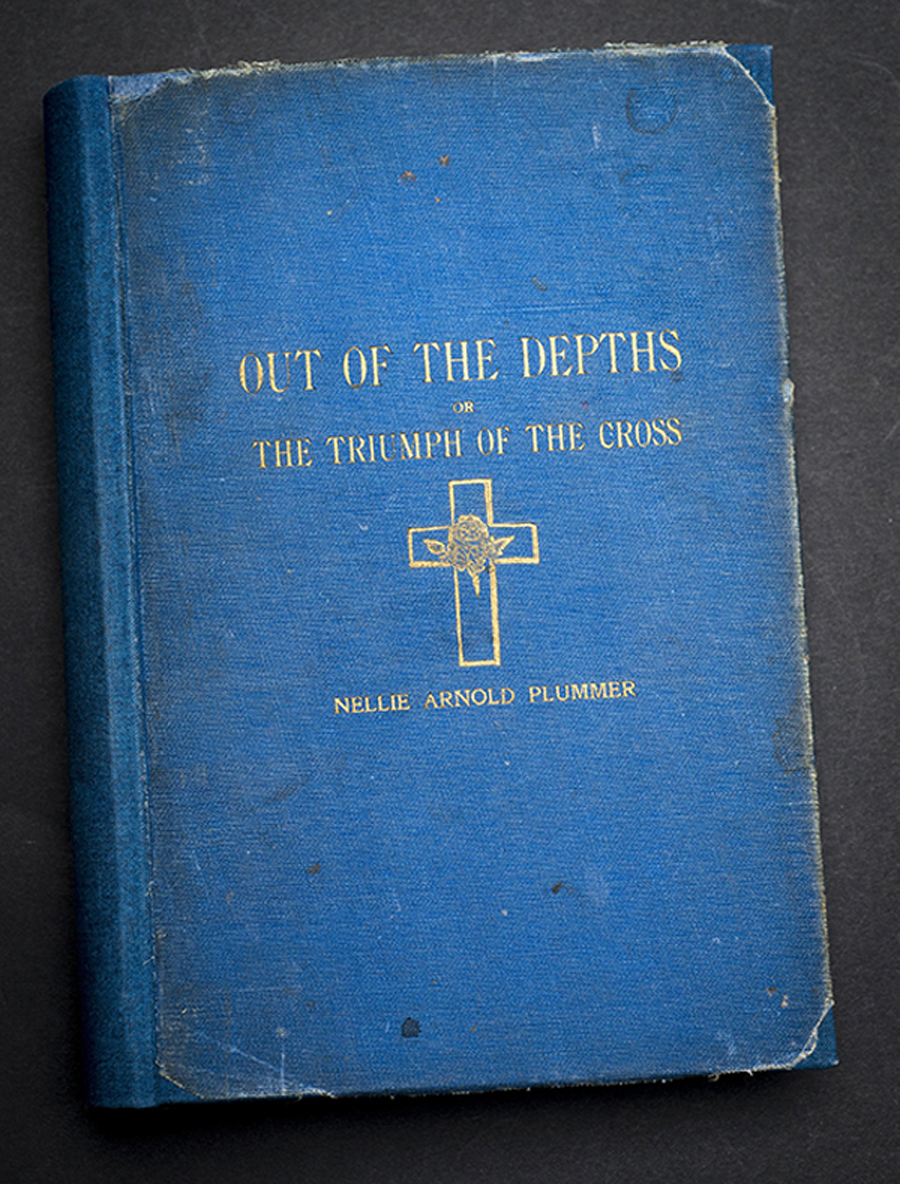 OUT OF THE DEPTHS
OR
THE TRIUMPH OF THE CROSS
NELLIE ARNOLD PLUMMER